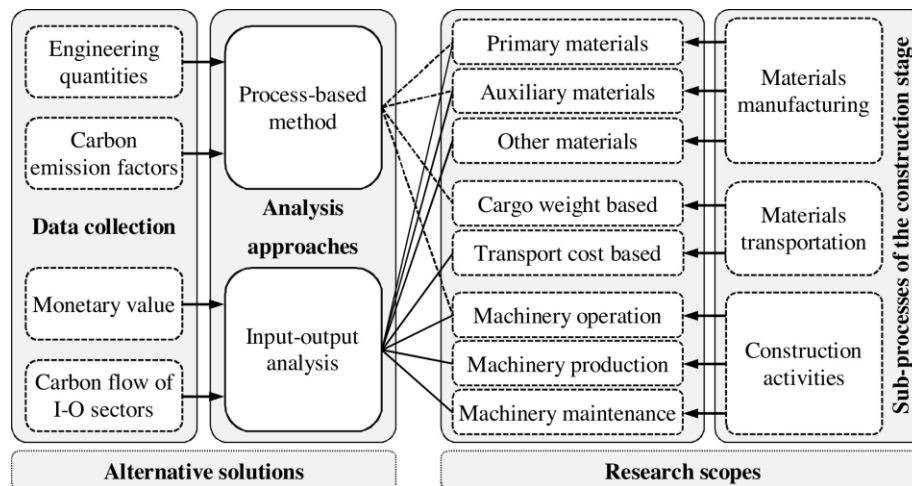 Engineering
quantities
Carbon
emission factors
Data collection
Monetary value
Carbon flow of
I-O sectors
Process-based
method
Analysis
approaches
Input-output
analysis
Alternative solutions
Primary materials
Auxiliary materials
Other materials
Cargo weight based
Transport cost based
Machinery operation
Machinery production
Machinery maintenance
Materials
manufacturing
Materials
transportation
Construction
activities
Research scopes
Sub-processes of the construction stage